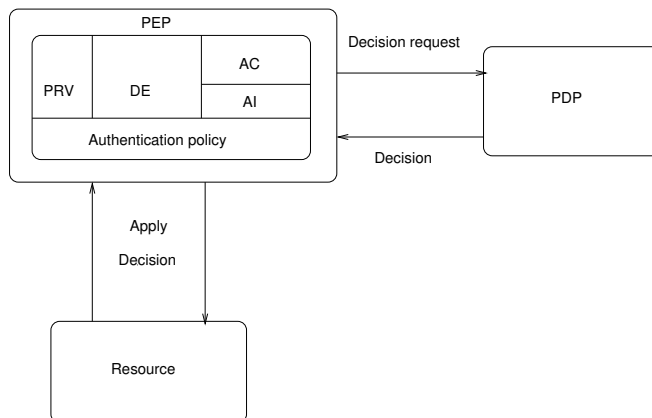 PEP
Decision request
AC
PRV
DE
AI
PDP
Authentication policy
Decision
Apply
Decision
Resource